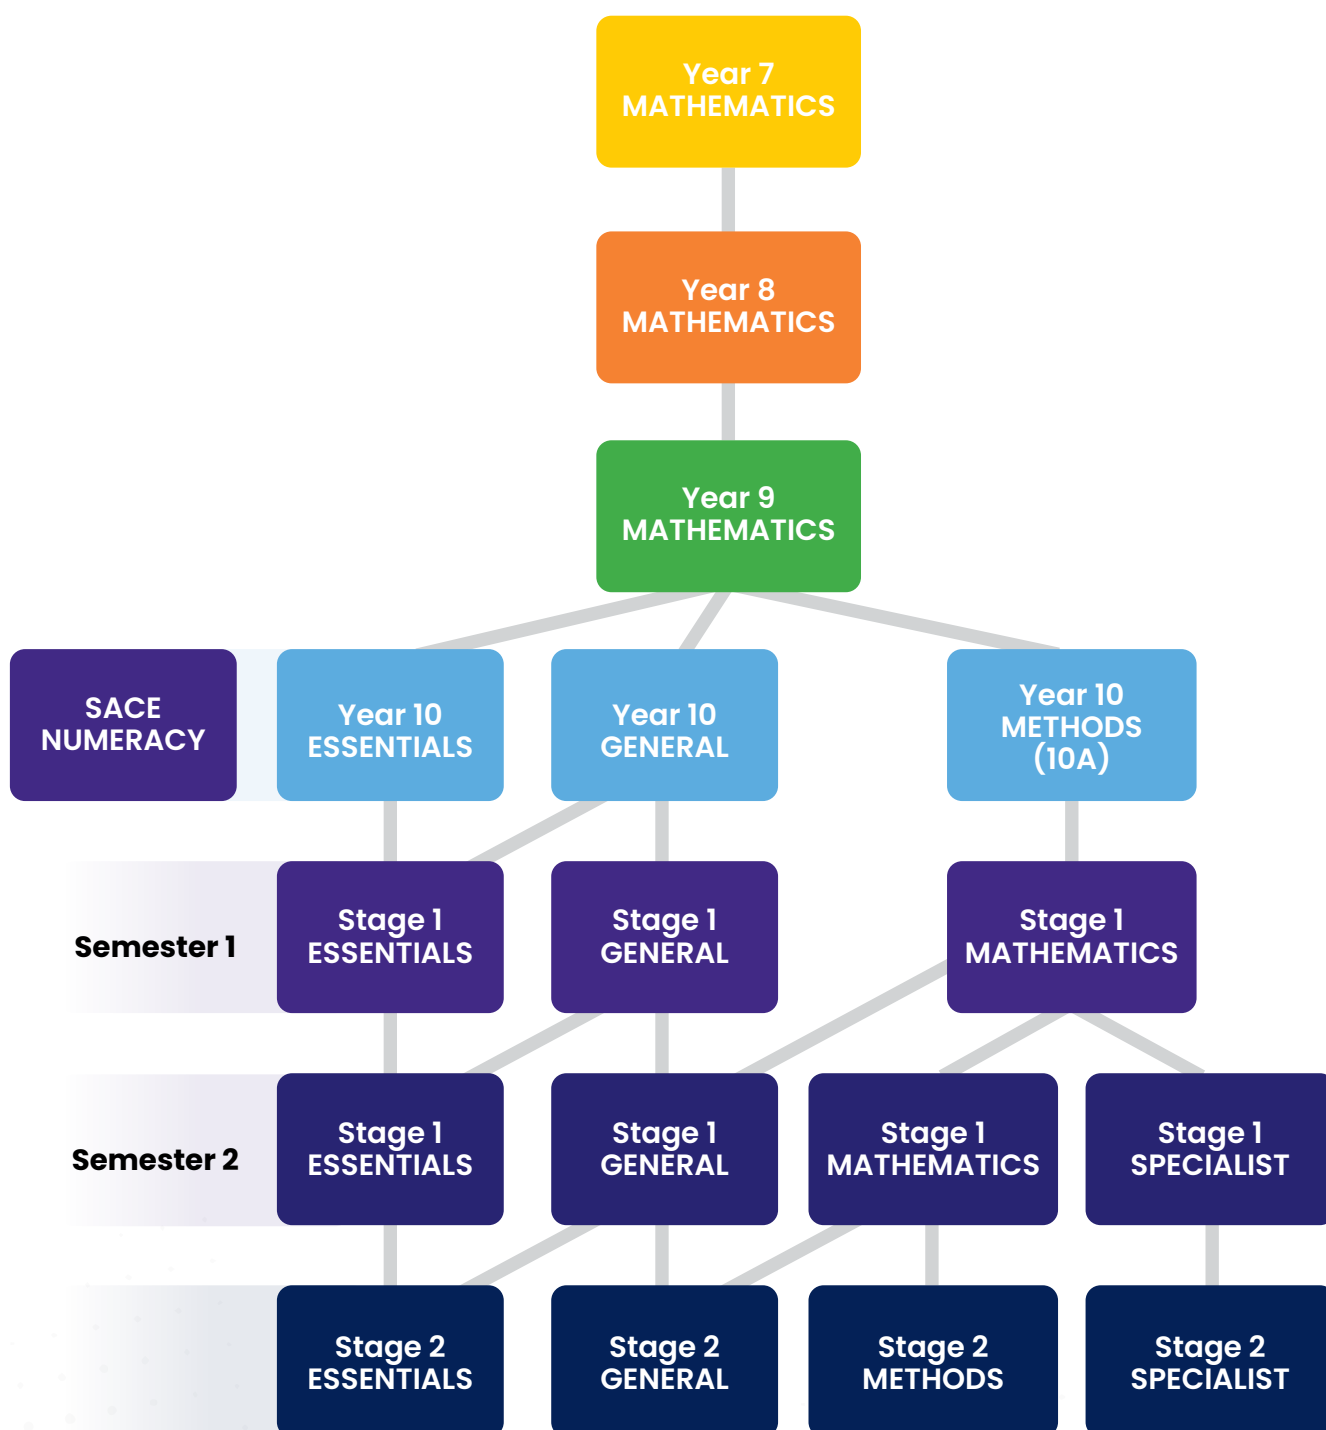 Year 7
MATHEMATICS
Year 8
MATHEMATICS
Year 9
MATHEMATICS
SACE
NUMERACY
Year 10
ESSENTIALS
Year 10
GENERAL
Year 10
METHODS
(10A)
Semester 1
Stage 1
ESSENTIALS
Stage 1
GENERAL
Stage 1
MATHEMATICS
Semester 2
Stage 1
ESSENTIALS
Stage 1
GENERAL
Stage 1
MATHEMATICS
Stage 1
SPECIALIST
Stage 2
ESSENTIALS
Stage 2
GENERAL
Stage 2
METHODS
Stage 2
SPECIALIST